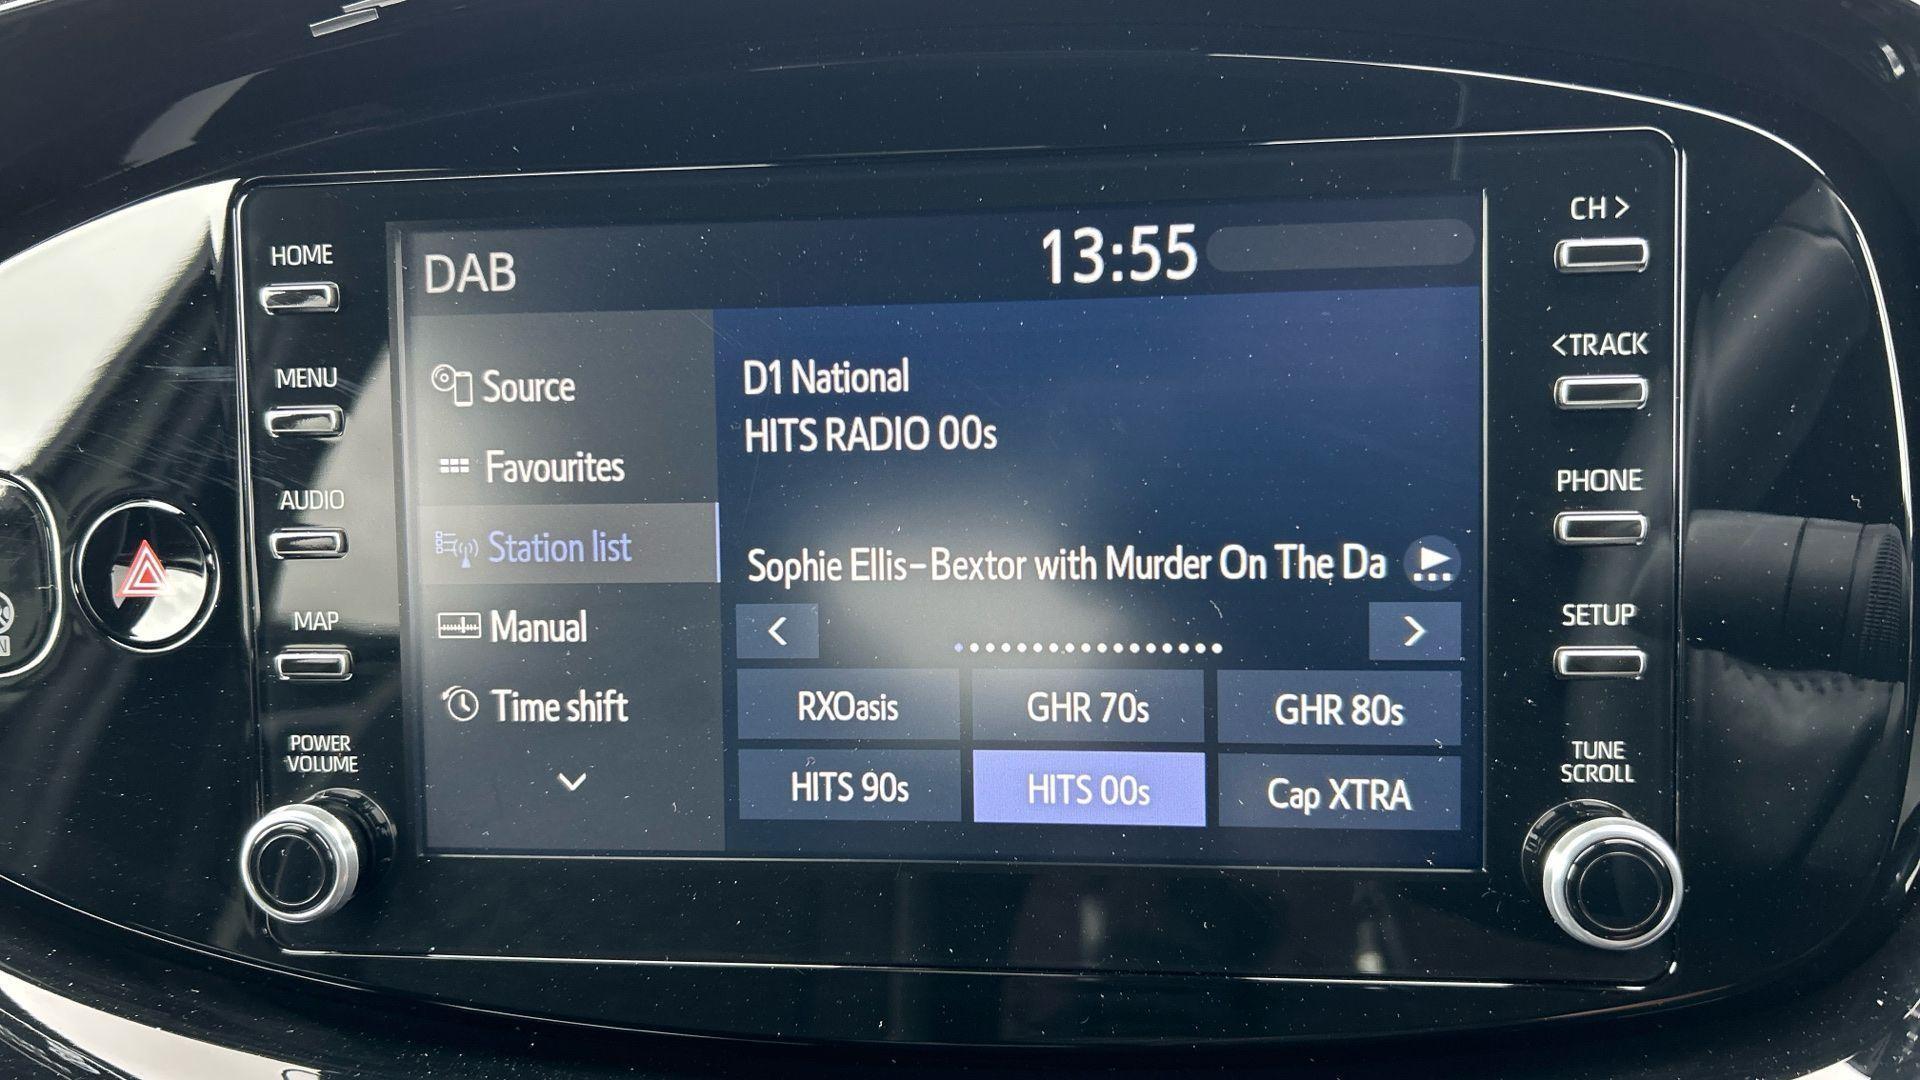 HOME
MENU
AUDIO
MAP
POWER
VOLUME
DAB
13:55
Source
Favourites
Station list
Manual
Time shift
D1 National
HITS RADIO 00s
Sophie Ellis-Bextor with Murder On The Da
RXOasis
GHR 70s
GHR 80s
HITS 90s
HITS 00s
Cap XTRA
CH >
<TRACK
PHONE
SETUP
TUNE
SCROLL